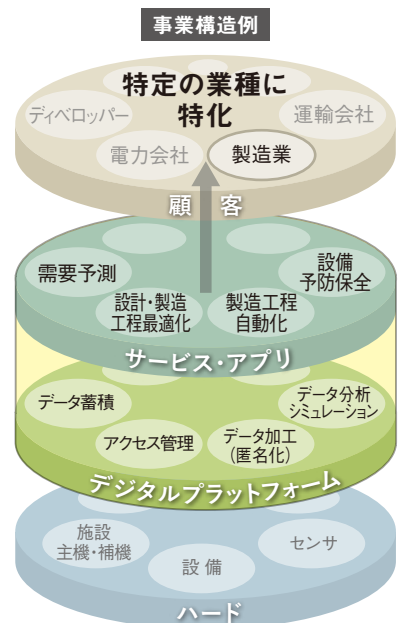 事業構造例
特定の業種に
特化
ディベロッパー
運輸会社
電力会社
製造業
顧客
需要予測
設備
予防保全
設計・製造
工程最適化
製造工程
自動化
サービス・アプリ
データ蓄積
データ分析
シミュレーション
アクセス管理
データ加工
(匿名化)
デジタルプラットフォーム
施設
主機・補機
センサ
設備
ハード